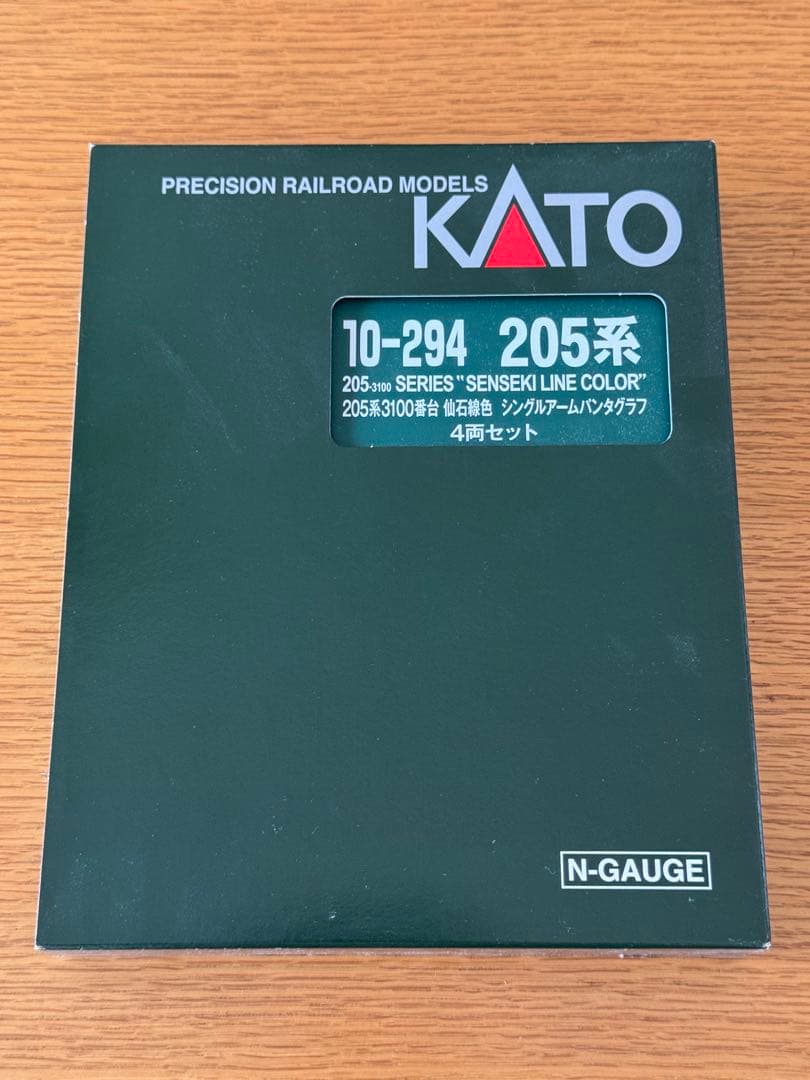 PRECISION RAILROAD MODELS
KATO
10-294 205系
205-3100 SERIES "SENSEKI LINE COLOR"
205系3100番台 仙石線色 シングルアームパンタグラフ
4両セット
N-GAUGE